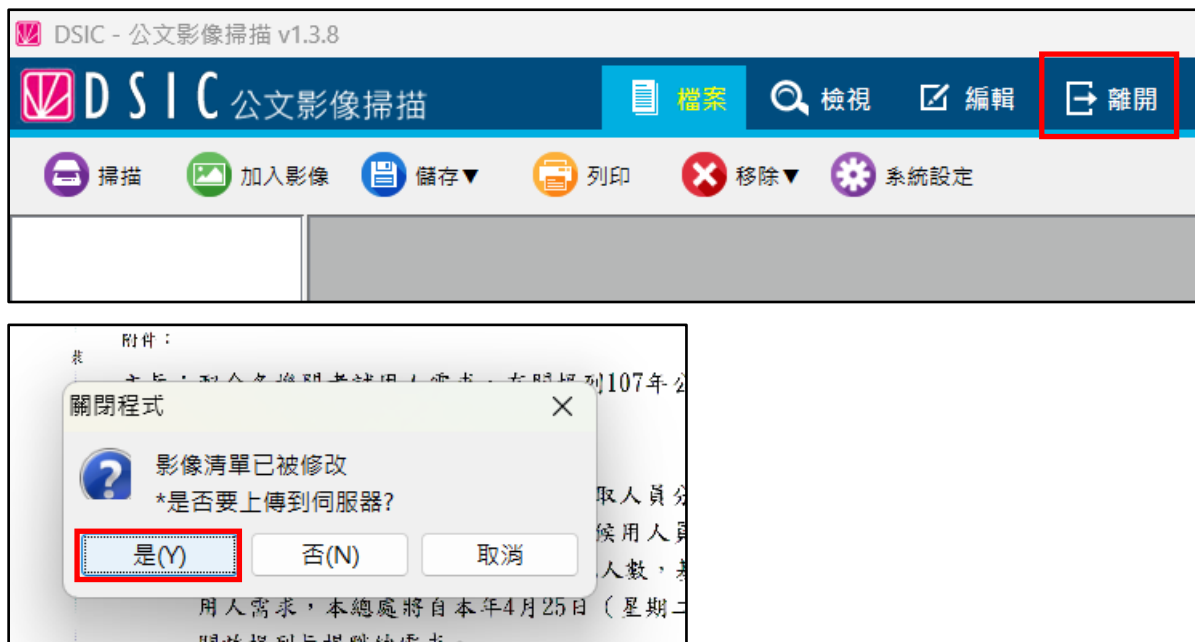 DSIC - 公文影像掃描 v1.3.8
DSIC 公文影像掃描 檔案 檢視 編輯 離開
掃描 加入影像 儲存▼ 列印 移除▼ 系統設定
附件：
裝
107年公
關閉程式
影像清單已被修改
*是否要上傳到伺服器?
取人員分
是(Y) 否(N) 取消
候用人員
人數，
用人需求，本總處將自本年4月25日（星期二